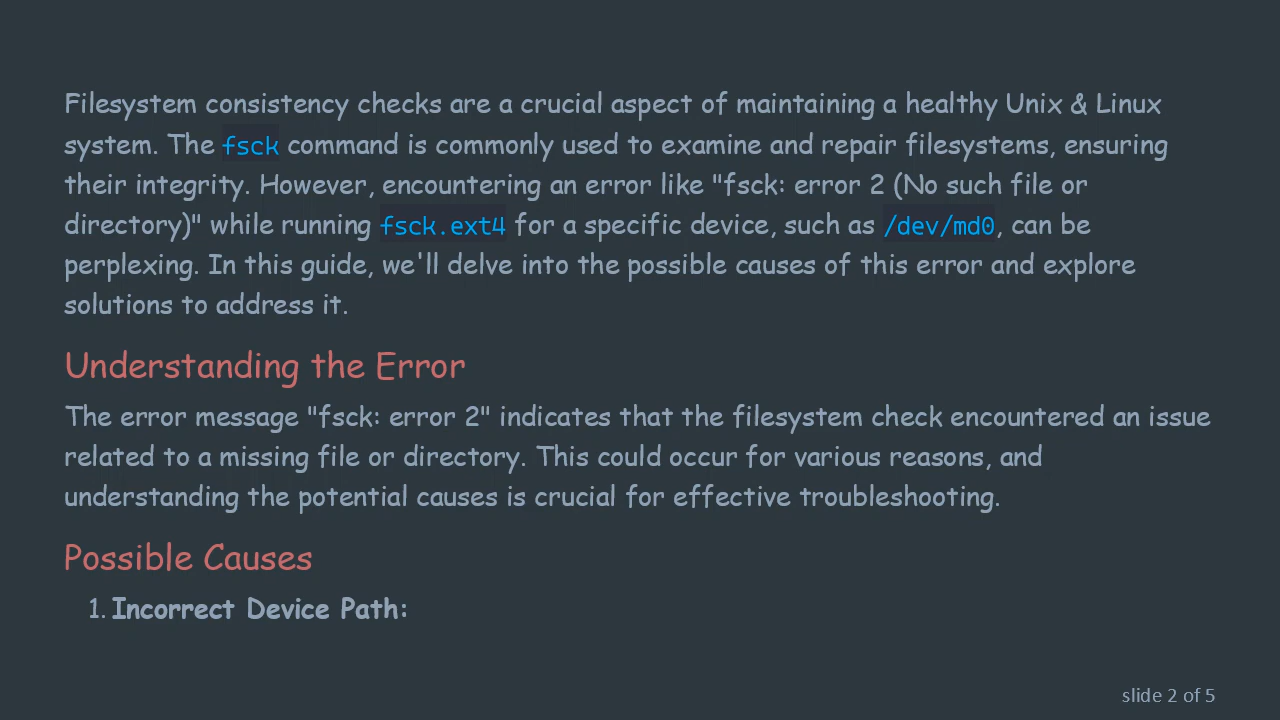 Filesystem consistency checks are a crucial aspect of maintaining a healthy Unix & Linux
system. The fsck command is commonly used to examine and repair filesystems, ensuring
their integrity. However, encountering an error like "fsck: error 2 (No such file or
directory)" while running fsck.ext4 for a specific device, such as /dev/md0, can be
perplexing. In this guide, we'll delve into the possible causes of this error and explore
solutions to address it.
Understanding the Error
The error message "fsck: error 2" indicates that the filesystem check encountered an issue
related to a missing file or directory. This could occur for various reasons, and
understanding the potential causes is crucial for effective troubleshooting.
Possible Causes
1. Incorrect Device Path:
slide 2 of 5